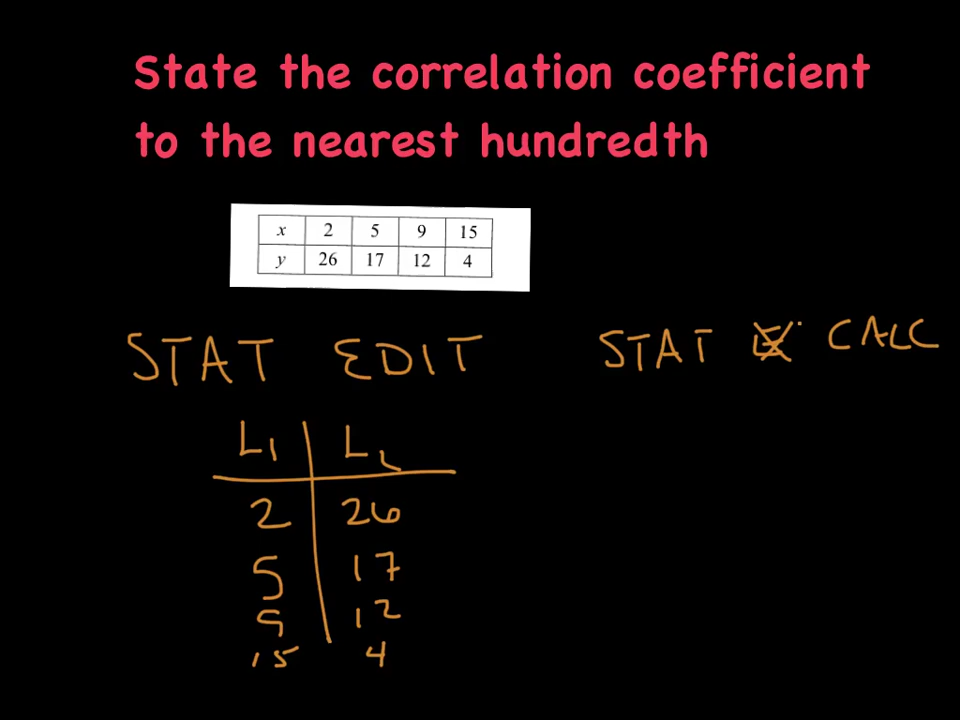 State the correlation coefficient
to the nearest hundredth
x 2 5 9 15
y 26 17 12 4
STAT EDIT STAT CALC
L1 L2
2 26
5 17
9 12
15 4